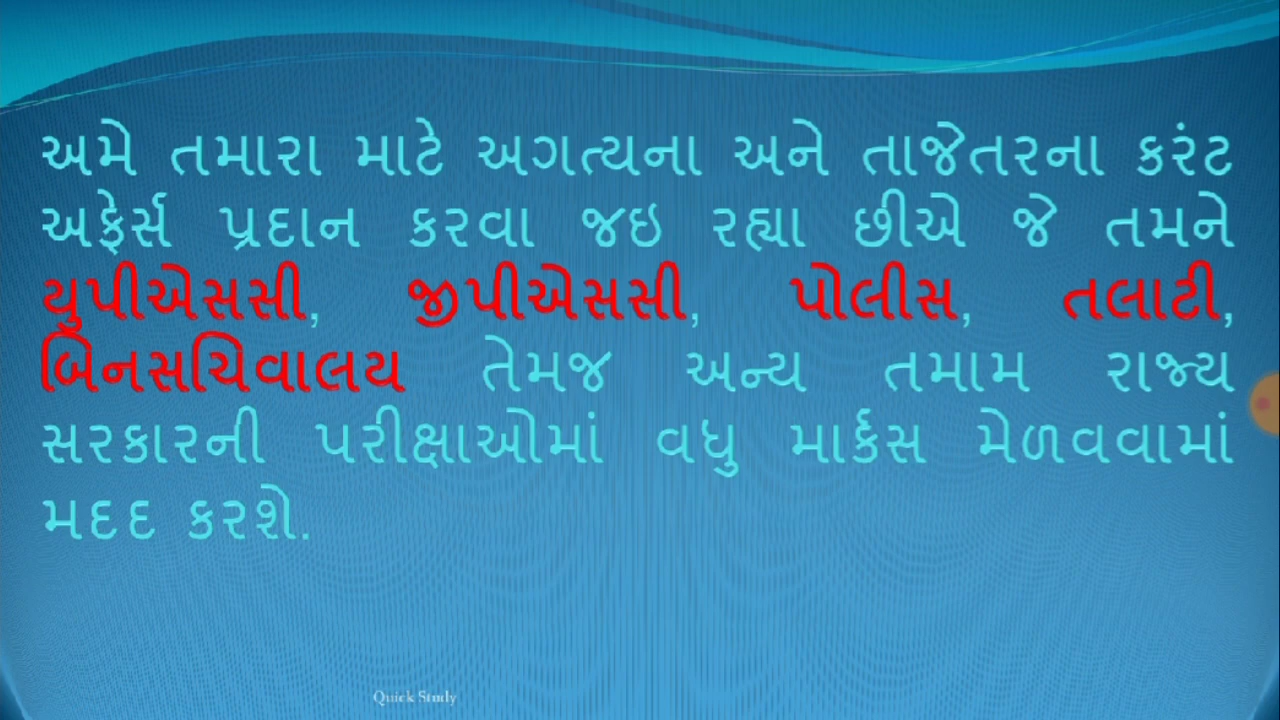 અમે તમારા માટે અગત્યના અને તાજેતરના કરંટ
અફેર્સ પ્રદાન કરવા જઇ રહ્યા છીએ જે તમને
યુપીએસસી, જીપીએસસી, પોલીસ, તલાટી,
બિનસચિવાલય તેમજ અન્ય તમામ રાજ્ય
સરકારની પરીક્ષાઓમાં વધુ માર્કસ મેળવવામાં
મદદ કરશે.
Quick Study